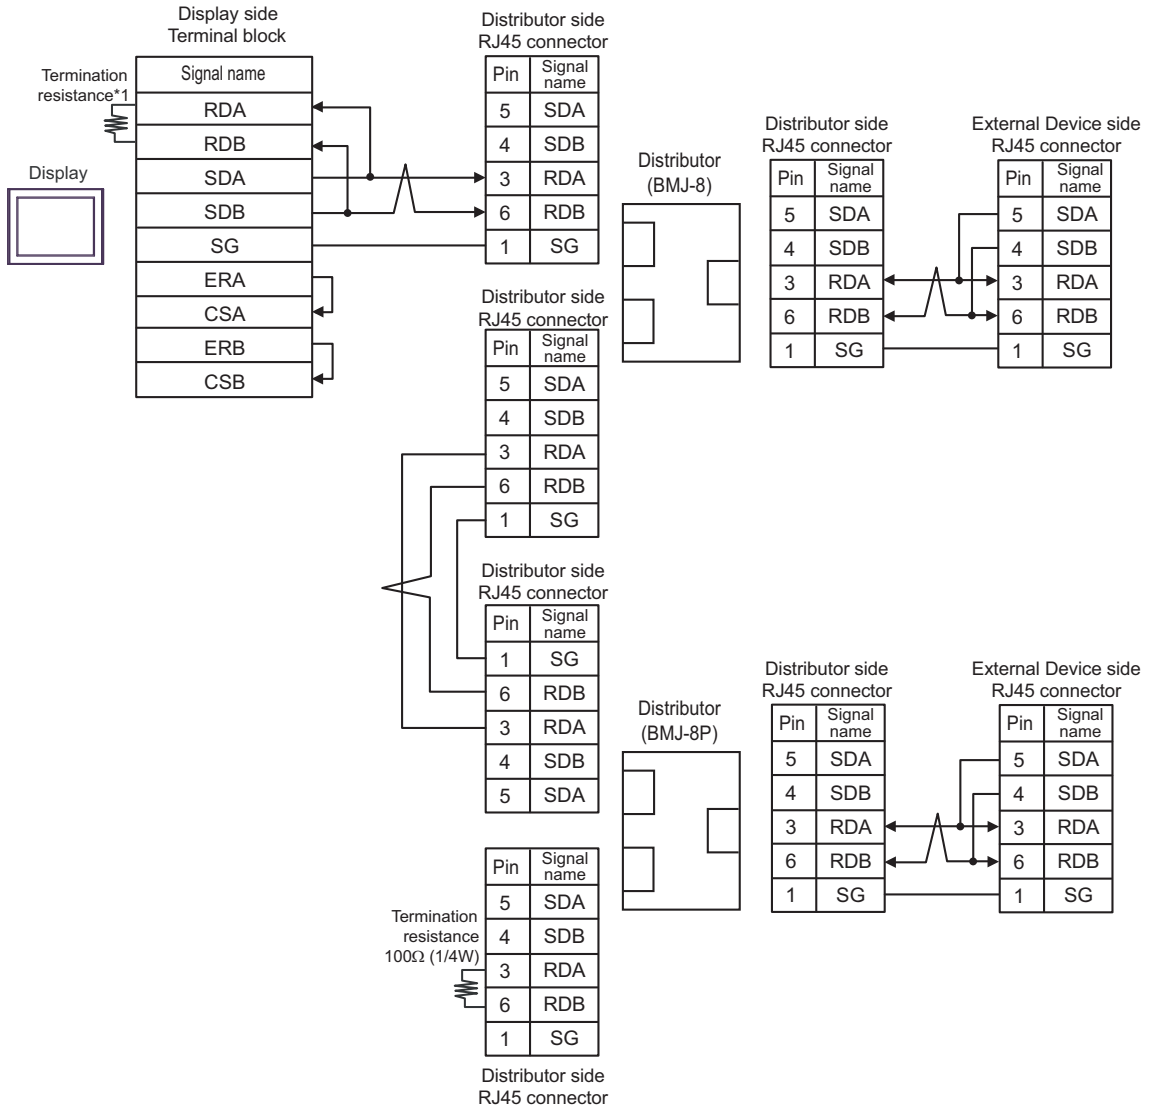 Display side
Terminal block
Signal name
RDA
RDB
SDA
SDB
SG
ERA
CSA
ERB
CSB
Termination
resistance*1
Display
Distributor side
RJ45 connector
Pin Signal name
5 SDA
4 SDB
3 RDA
6 RDB
1 SG
Distributor
(BMJ-8)
Distributor side
RJ45 connector
Pin Signal name
5 SDA
4 SDB
3 RDA
6 RDB
1 SG
External Device side
RJ45 connector
Pin Signal name
5 SDA
4 SDB
3 RDA
6 RDB
1 SG
Distributor side
RJ45 connector
Pin Signal name
5 SDA
4 SDB
3 RDA
6 RDB
1 SG
Distributor side
RJ45 connector
Pin Signal name
1 SG
6 RDB
3 RDA
4 SDB
5 SDA
Distributor
(BMJ-8P)
Distributor side
RJ45 connector
Pin Signal name
5 SDA
4 SDB
3 RDA
6 RDB
1 SG
External Device side
RJ45 connector
Pin Signal name
5 SDA
4 SDB
3 RDA
6 RDB
1 SG
Termination
resistance
100Ω (1/4W)
Pin Signal name
5 SDA
4 SDB
3 RDA
6 RDB
1 SG
Distributor side
RJ45 connector